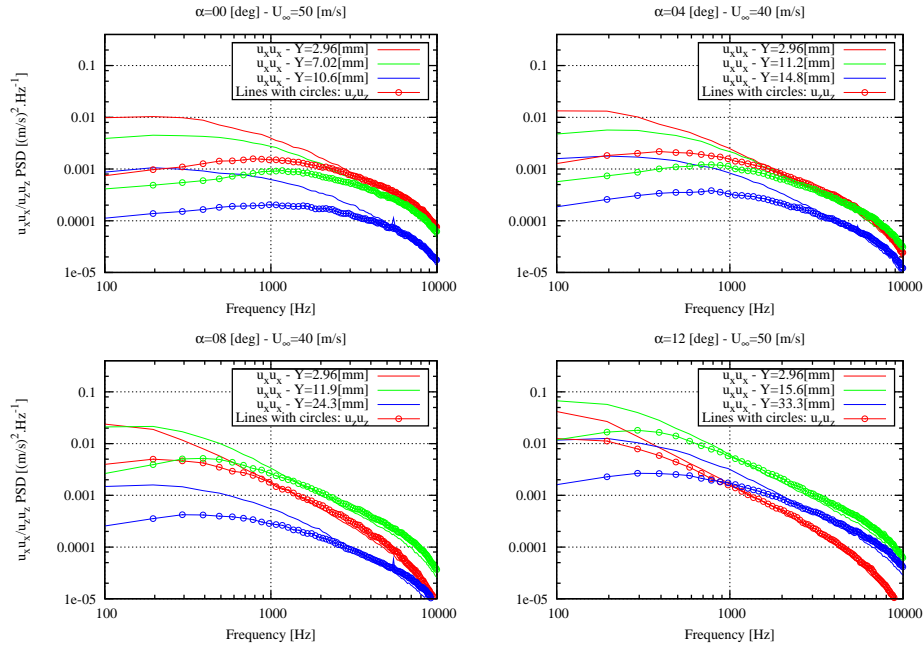 α=00 [deg] - U∞=50 [m/s]
uxux/uzuz PSD [(m/s)².Hz⁻¹]
0.1
0.01
0.001
0.0001
1e-05
uxux - Y=2.96[mm]
uxux - Y=7.02[mm]
uxux - Y=10.6[mm]
Lines with circles: uzuz
100 1000 10000
Frequency [Hz]
α=04 [deg] - U∞=40 [m/s]
0.1
0.01
0.001
0.0001
1e-05
uxux - Y=2.96[mm]
uxux - Y=11.2[mm]
uxux - Y=14.8[mm]
Lines with circles: uzuz
100 1000 10000
Frequency [Hz]
α=08 [deg] - U∞=40 [m/s]
uxux/uzuz PSD [(m/s)².Hz⁻¹]
0.1
0.01
0.001
0.0001
1e-05
uxux - Y=2.96[mm]
uxux - Y=11.9[mm]
uxux - Y=24.3[mm]
Lines with circles: uzuz
100 1000 10000
Frequency [Hz]
α=12 [deg] - U∞=50 [m/s]
0.1
0.01
0.001
0.0001
1e-05
uxux - Y=2.96[mm]
uxux - Y=15.6[mm]
uxux - Y=33.3[mm]
Lines with circles: uzuz
100 1000 10000
Frequency [Hz]